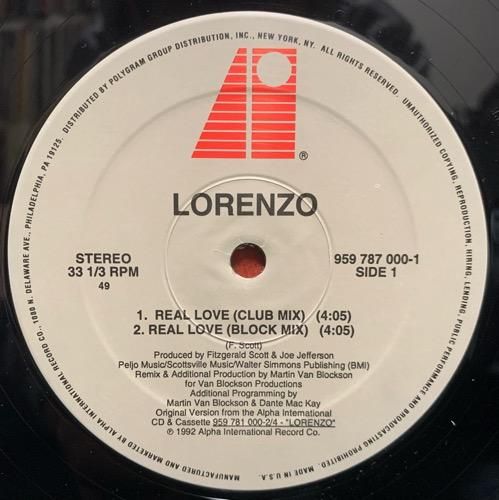 MANUFACTURED AND MARKETED BY ALPHA INTERNATIONAL RECORD CO., 1080 N. DELAWARE AVE., PHILADELPHIA, PA 19125. DISTRIBUTED BY POLYGRAM GROUP DISTRIBUTION, INC., NEW YORK, NY. ALL RIGHTS RESERVED. UNAUTHORIZED COPYING, REPRODUCTION, HIRING, LENDING, PUBLIC PERFORMANCE AND BROADCASTING PROHIBITED. MADE IN U.S.A.
®
LORENZO
STEREO
33 1/3 RPM
49
959 787 000-1
SIDE 1
1. REAL LOVE (CLUB MIX) (4:05)
2. REAL LOVE (BLOCK MIX) (4:05)
(F. Scott)
Produced by Fitzgerald Scott & Joe Jefferson
Peljo Music/Scottsville Music/Walter Simmons Publishing (BMI)
Remix & Additional Production by Martin Van Blockson
for Van Blockson Productions
Additional Programming by
Martin Van Blockson & Dante Mac Kay
Original Version from the Alpha International
CD & Cassette 959 781 000-2/4 - "LORENZO"
℗ 1992 Alpha International Record Co.